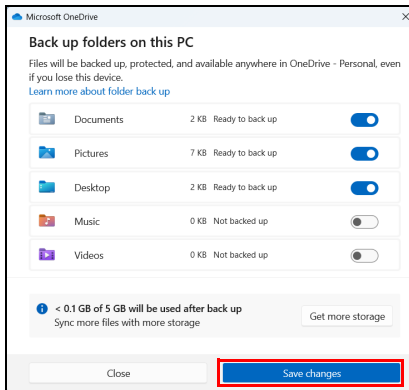 Microsoft OneDrive
Back up folders on this PC
Files will be backed up, protected, and available anywhere in OneDrive - Personal, even
if you lose this device.
Learn more about folder back up
Documents 2 KB Ready to back up
Pictures 7 KB Ready to back up
Desktop 2 KB Ready to back up
Music 0 KB Not backed up
Videos 0 KB Not backed up
< 0.1 GB of 5 GB will be used after back up
Sync more files with more storage
Get more storage
Close
Save changes